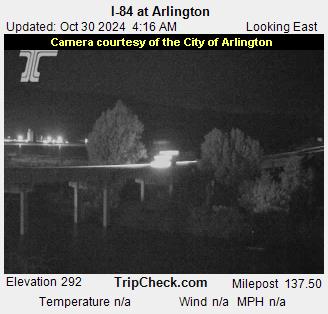 I-84 at Arlington
Updated: Oct 30 2024 4:16 AM Looking East
Camera courtesy of the City of Arlington
Elevation 292 TripCheck.com Milepost 137.50
Temperature n/a Wind n/a MPH n/a